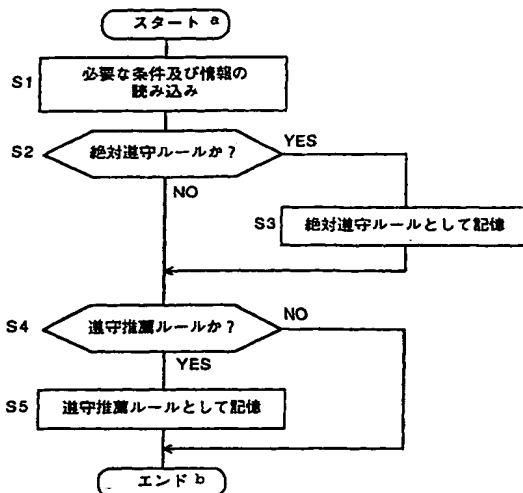 スタート a
S1
必要な条件及び情報の
読み込み
S2
絶対遵守ルールか？
YES
NO
S3
絶対遵守ルールとして記憶
S4
遵守推薦ルールか？
NO
YES
S5
遵守推薦ルールとして記憶
エンド b